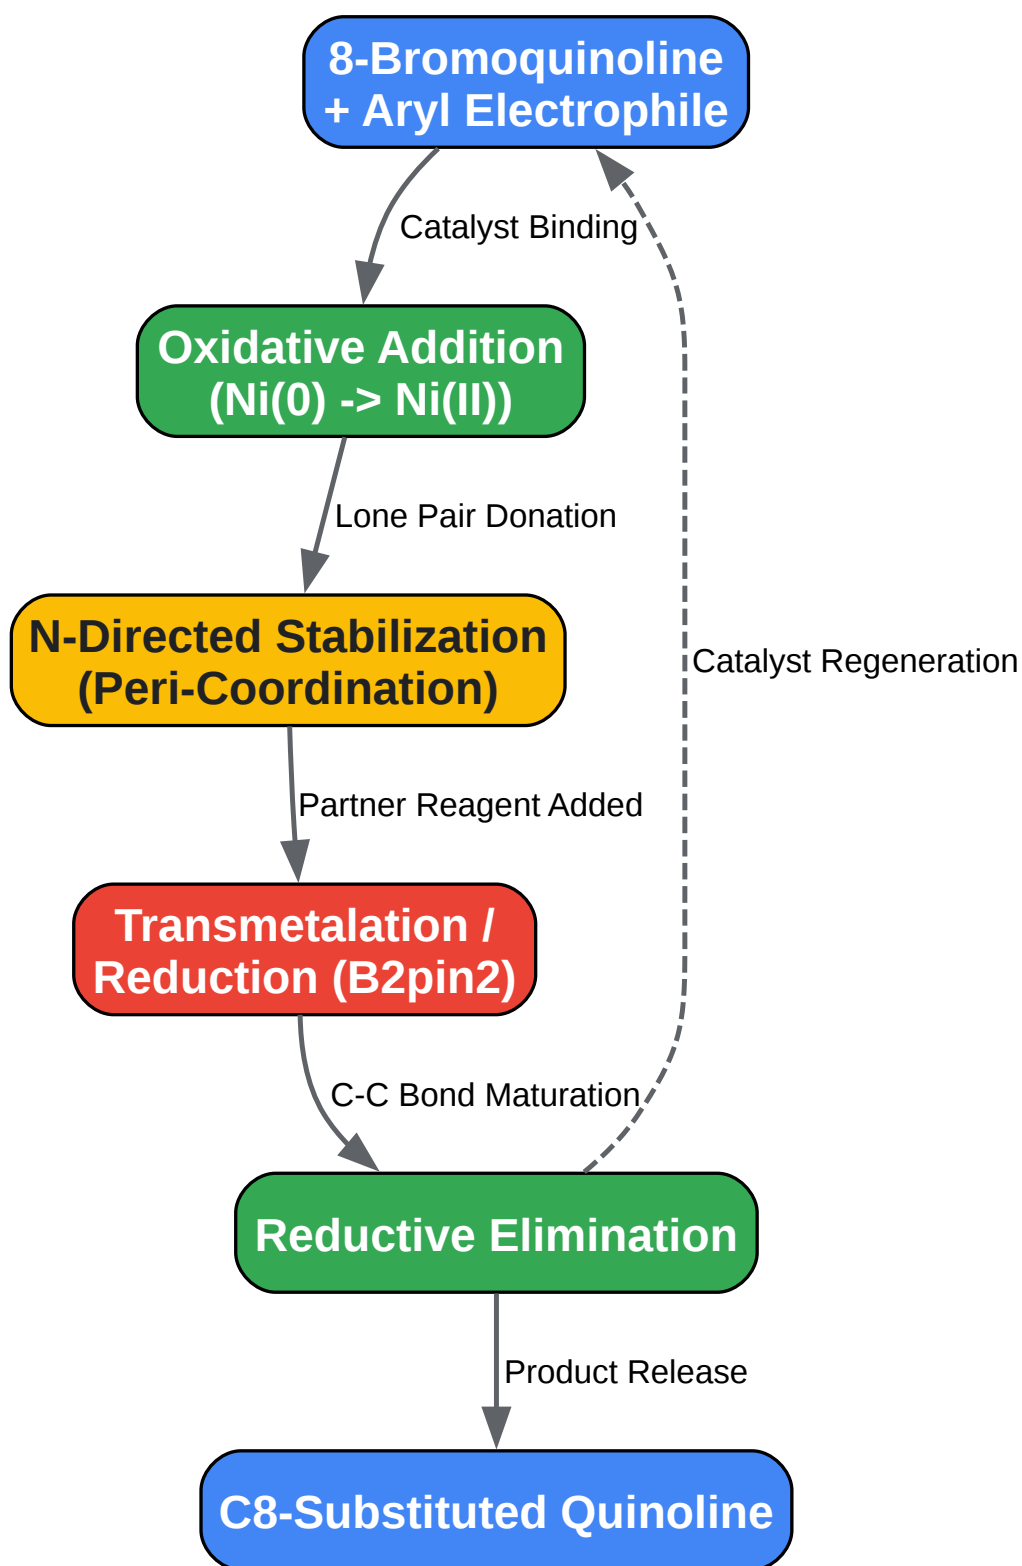 8-Bromoquinoline
+ Aryl Electrophile
Catalyst Binding
Oxidative Addition
(Ni(0) -> Ni(II))
Lone Pair Donation
N-Directed Stabilization
(Peri-Coordination)
Catalyst Regeneration
Partner Reagent Added
Transmetalation /
Reduction (B2pin2)
C-C Bond Maturation
Reductive Elimination
Product Release
C8-Substituted Quinoline